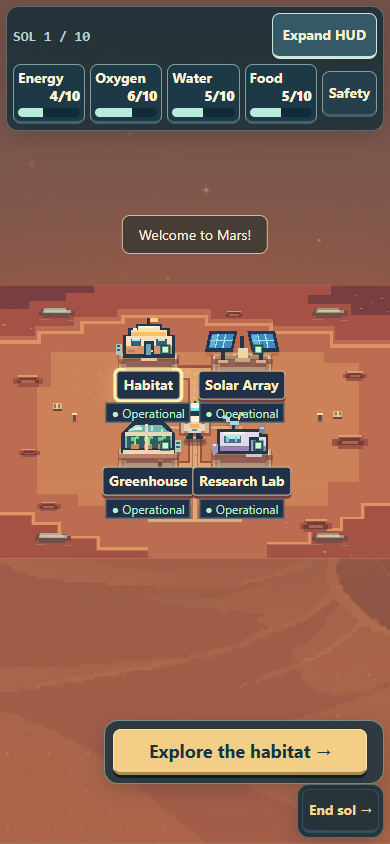 SOL 1 / 10
Expand HUD
Energy
4/10
Oxygen
6/10
Water
5/10
Food
5/10
Safety
Welcome to Mars!
Habitat
Solar Array
● Operational
● Operational
Greenhouse
Research Lab
● Operational
● Operational
Explore the habitat →
End sol →